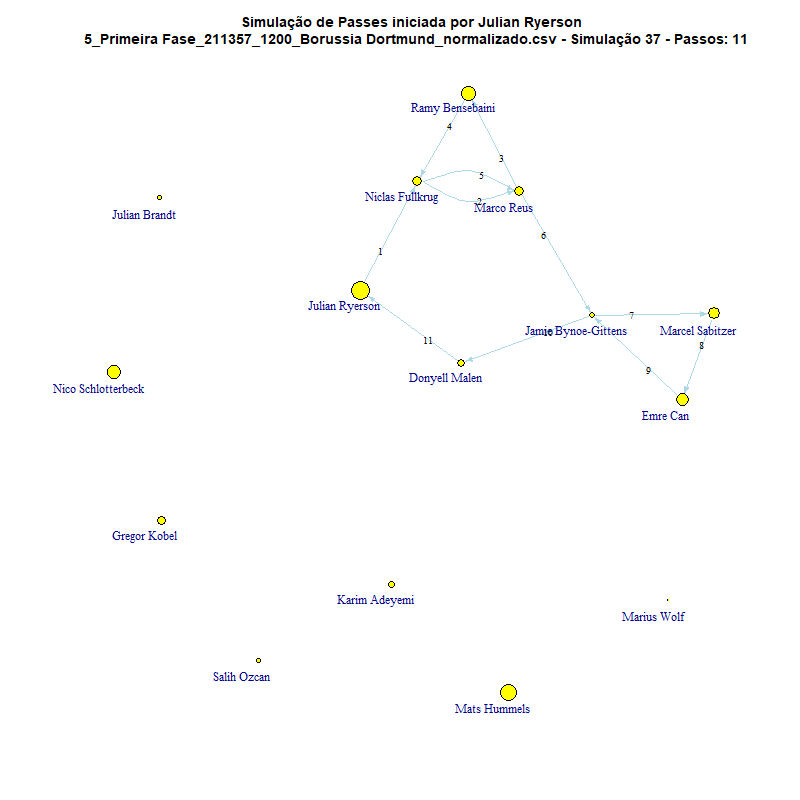 Simulação de Passes iniciada por Julian Ryerson
5_Primeira Fase_211357_1200_Borussia Dortmund_normalizado.csv - Simulação 37 - Passos: 11
Ramy Bensebaini
4
3
5
Niclas Fullkrug
2
Marco Reus
Julian Brandt
6
1
Julian Ryerson
7
Jamie Bynoe-Gittens
10
Marcel Sabitzer
11
8
9
Donyell Malen
Nico Schlotterbeck
Emre Can
Gregor Kobel
Karim Adeyemi
Marius Wolf
Salih Ozcan
Mats Hummels